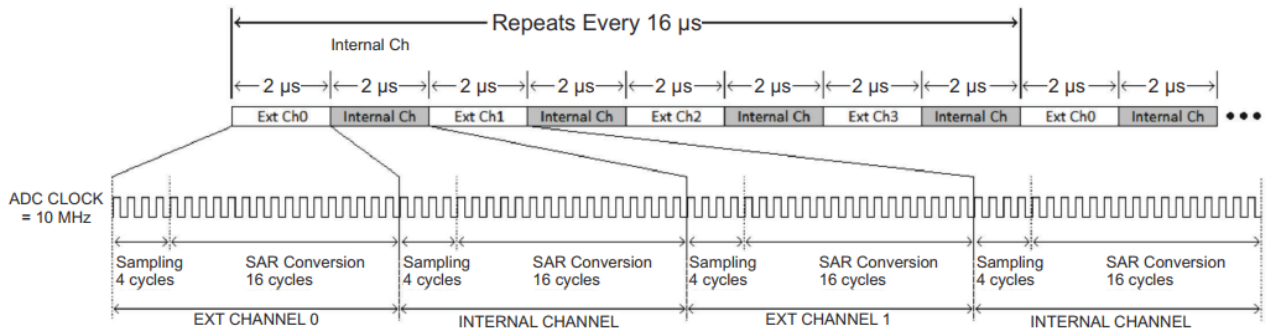 Repeats Every 16 µs
Internal Ch
2 µs 2 µs 2 µs 2 µs 2 µs 2 µs 2 µs 2 µs 2 µs 2 µs
Ext Ch0 Internal Ch Ext Ch1 Internal Ch Ext Ch2 Internal Ch Ext Ch3 Internal Ch Ext Ch0 Internal Ch
ADC CLOCK
= 10 MHz
Sampling SAR Conversion Sampling SAR Conversion Sampling SAR Conversion Sampling SAR Conversion
4 cycles 16 cycles 4 cycles 16 cycles 4 cycles 16 cycles 4 cycles 16 cycles
EXT CHANNEL 0 INTERNAL CHANNEL EXT CHANNEL 1 INTERNAL CHANNEL